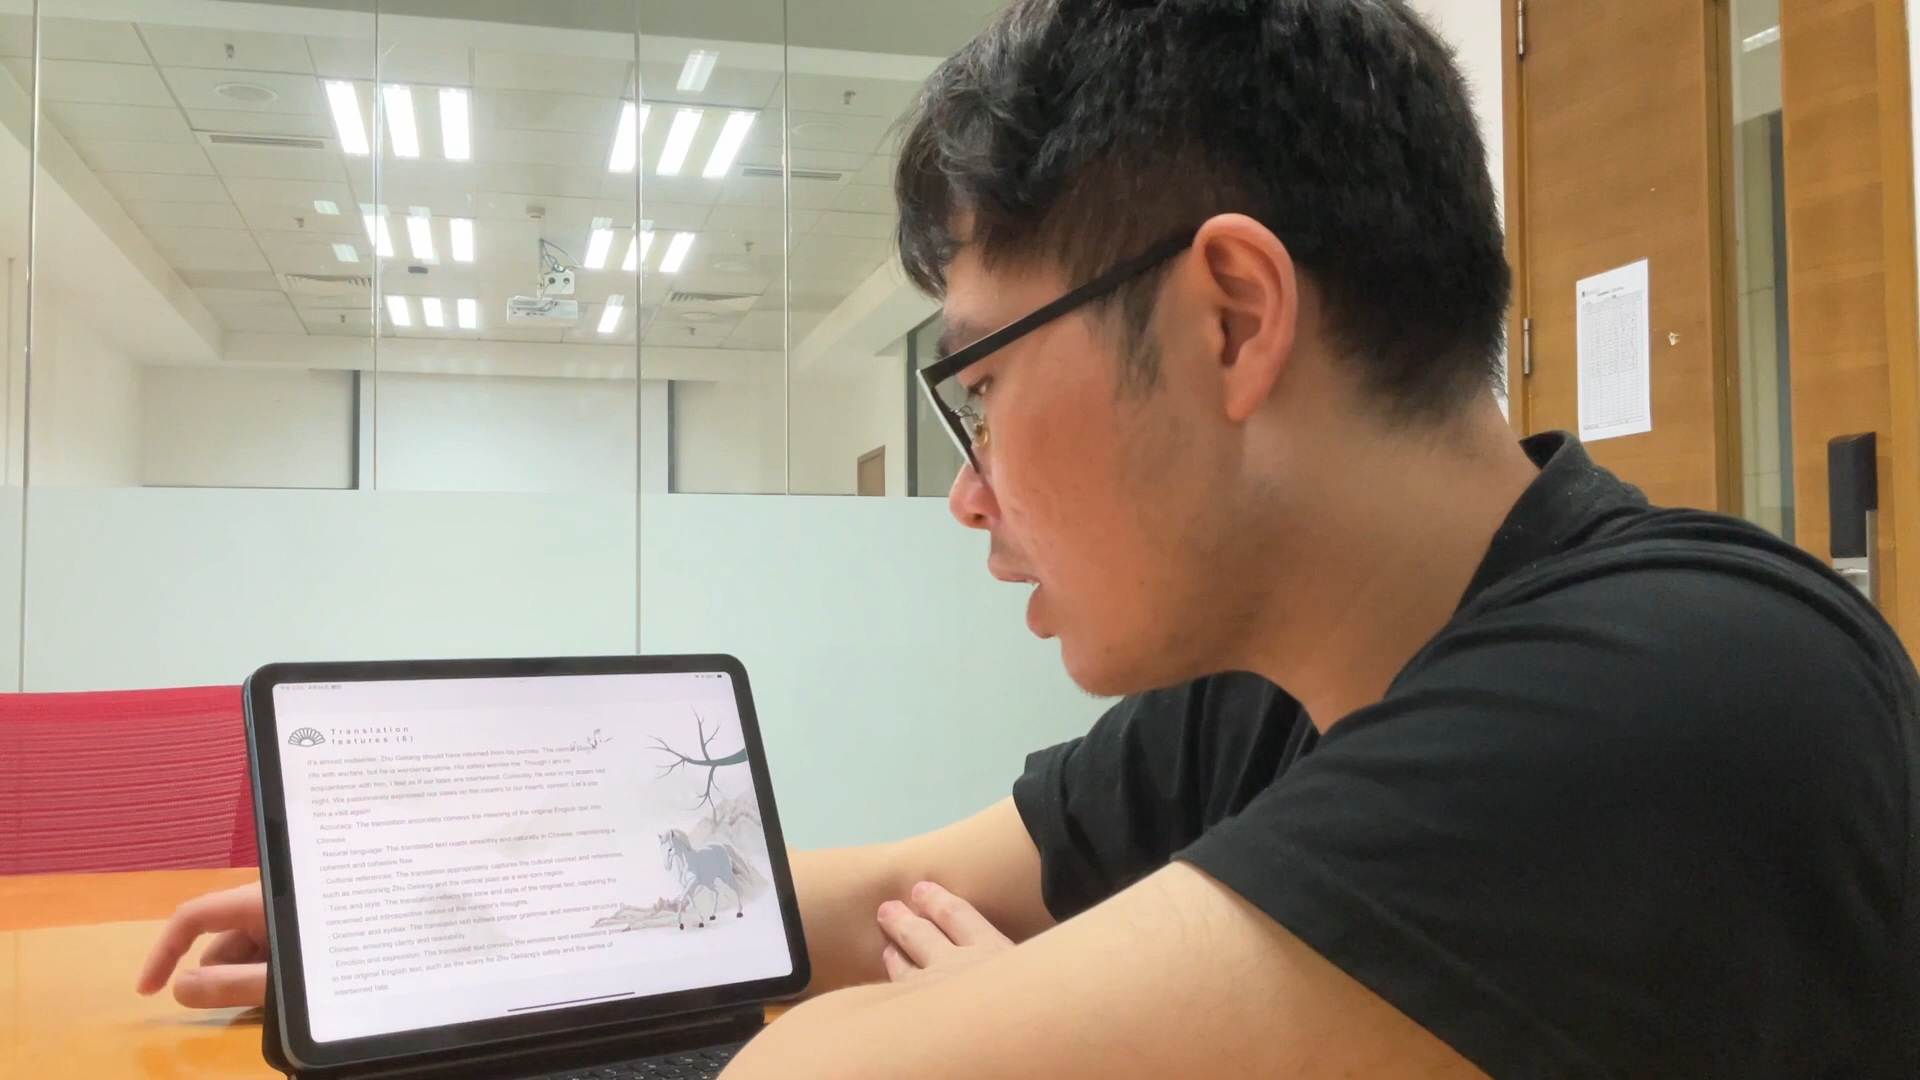 Translation
features (6)
It's almost midwinter. Zhu Geliang should have returned from his journey. The central plain is
rife with warfare, but he is wandering alone. His safety worries me. Though I am no
acquaintance with him, I feel as if our fates are intertwined. Curiously, he was in my dream last
night. We passionately expressed our views on the country to our hearts' content. Let's pay
him a visit again!
- Accuracy: The translation accurately conveys the meaning of the original English text into
Chinese.
- Natural language: The translated text reads smoothly and naturally in Chinese, maintaining a
coherent and cohesive flow.
- Cultural references: The translation appropriately captures the cultural context and references,
such as mentioning Zhu Geliang and the central plain as a war-torn region.
- Tone and style: The translation reflects the tone and style of the original text, capturing the
concerned and introspective nature of the narrator's thoughts.
- Grammar and syntax: The translated text follows proper grammar and sentence structure in
Chinese, ensuring clarity and readability.
- Emotion and expression: The translated text conveys the emotions and expressions present
in the original English text, such as the worry for Zhu Geliang's safety and the sense of
intertwined fate.